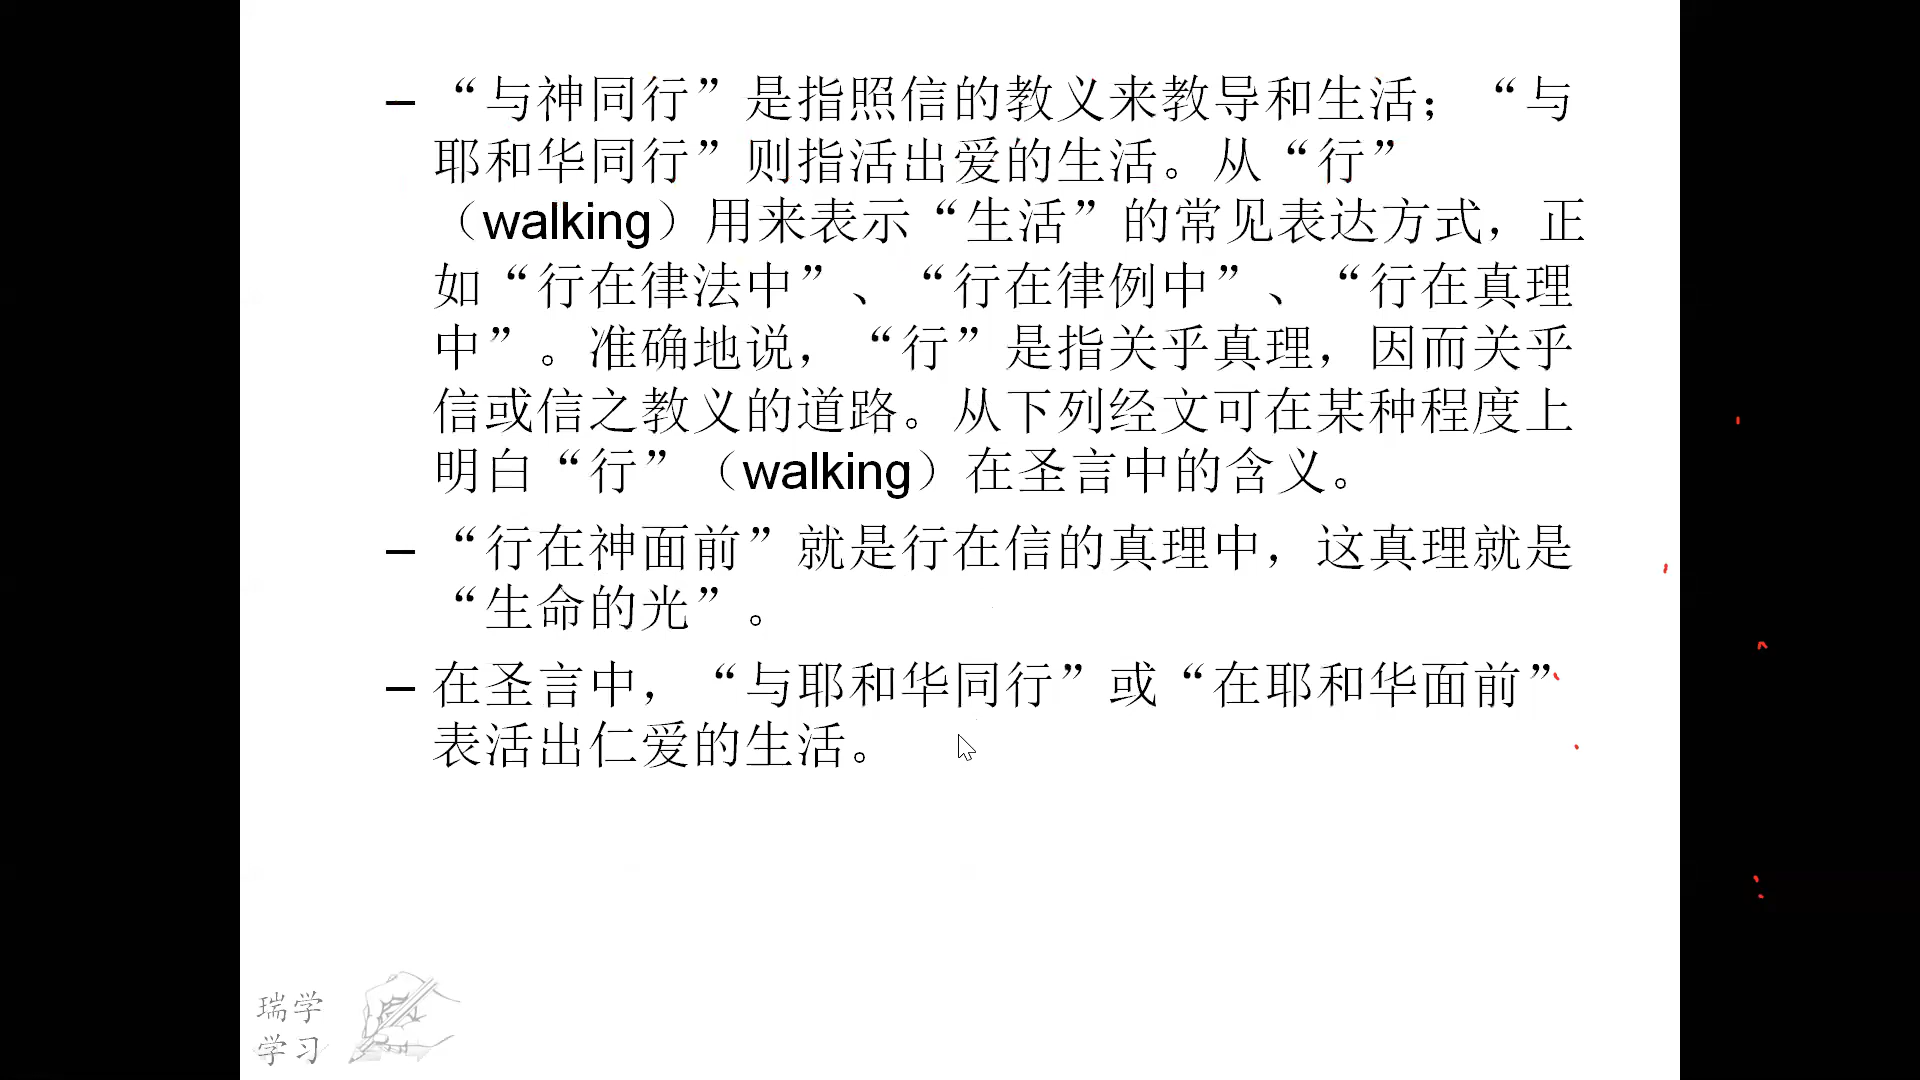 – “与神同行”是指照信的教义来教导和生活；“与
耶和华同行”则指活出爱的生活。从“行”
（walking）用来表示“生活”的常见表达方式，正
如“行在律法中”、“行在律例中”、“行在真理
中”。准确地说，“行”是指关乎真理，因而关乎
信或信之教义的道路。从下列经文可在某种程度上
明白“行”（walking）在圣言中的含义。
– “行在神面前”就是行在信的真理中，这真理就是
“生命的光”。
– 在圣言中，“与耶和华同行”或“在耶和华面前”
表活出仁爱的生活。
瑞学
学习